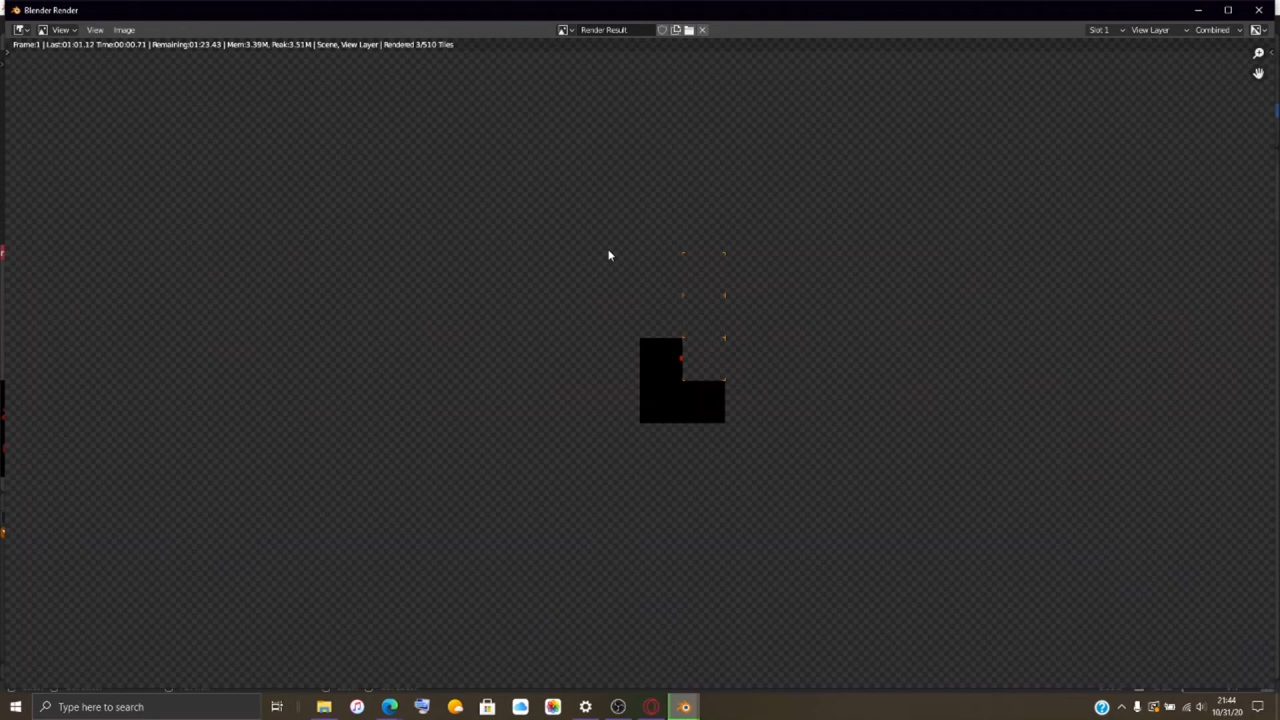 Blender Render
View
View
Image
Render Result
Slot 1
View Layer
Combined
Frame:1 | Last:01:01.12 Time:00:00.71 | Remaining:01:23.43 | Mem:3.39M, Peak:3.51M | Scene, View Layer | Rendered 3/510 Tiles
Type here to search
21:44
10/31/20